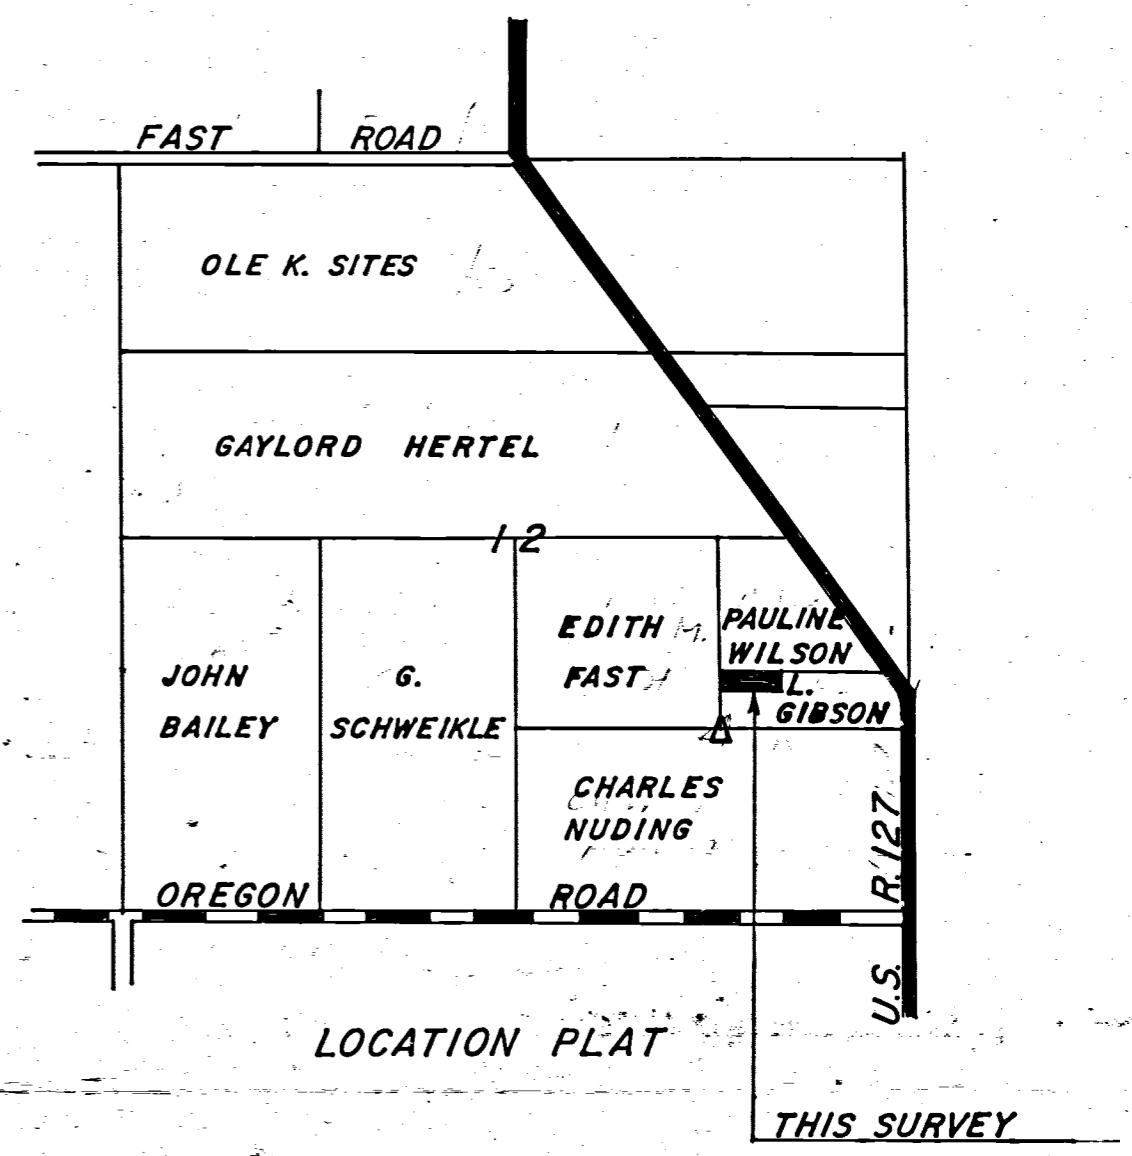 FAST ROAD
OLE K. SITES
GAYLORD HERTEL
12
EDITH M.
FAST
PAULINE
WILSON
JOHN
BAILEY
G.
SCHWEIKLE
L.
GIBSON
CHARLES
NUDING
OREGON ROAD
U.S. R. 127
LOCATION PLAT
THIS SURVEY